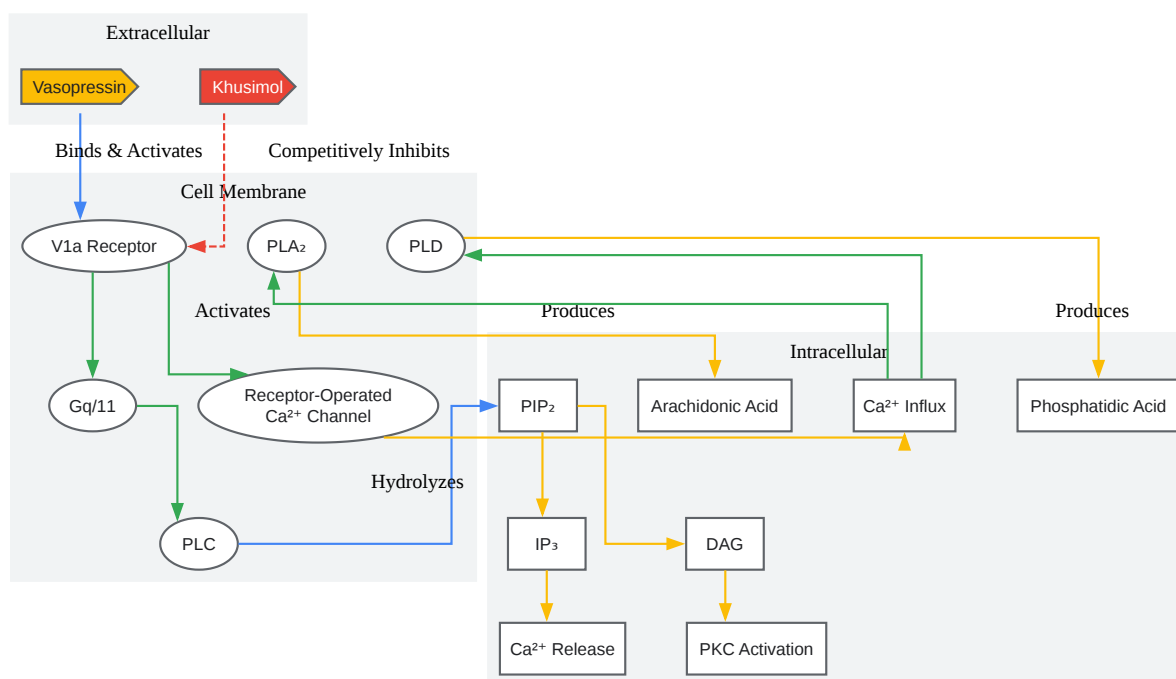 Extracellular
Vasopressin
Khusimol
Binds & Activates
Competitively Inhibits
Cell Membrane
V1a Receptor
PLA₂
PLD
Activates
Produces
Produces
Intracellular
Gq/11
Receptor-Operated
Ca²⁺ Channel
PIP₂
Arachidonic Acid
Ca²⁺ Influx
Phosphatidic Acid
Hydrolyzes
PLC
IP₃
DAG
Ca²⁺ Release
PKC Activation